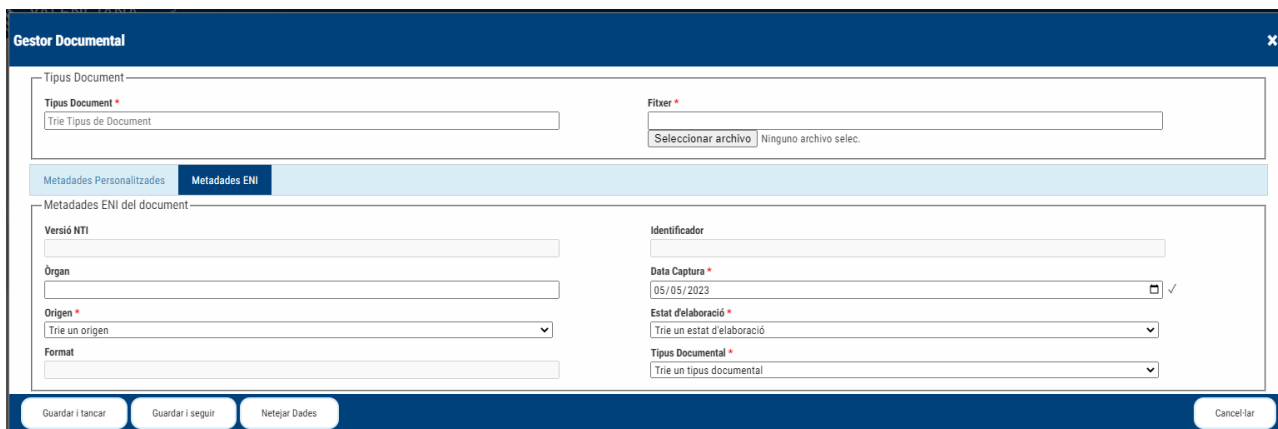 Gestor Documental
Tipus Document
Tipus Document *
Fitxer *
Trie Tipus de Document
Seleccionar archivo Ninguno archivo selec.
Metadades Personalitzades
Metadades ENI
Metadades ENI del document
Versió NTI
Identificador
Òrgan
Data Captura *
05/05/2023
Origen *
Estat d'elaboració *
Trie un origen
Trie un estat d'elaboració
Format
Tipus Documental *
Trie un tipus documental
Guardar i tancar
Guardar i seguir
Netejar Dades
Cancel·lar